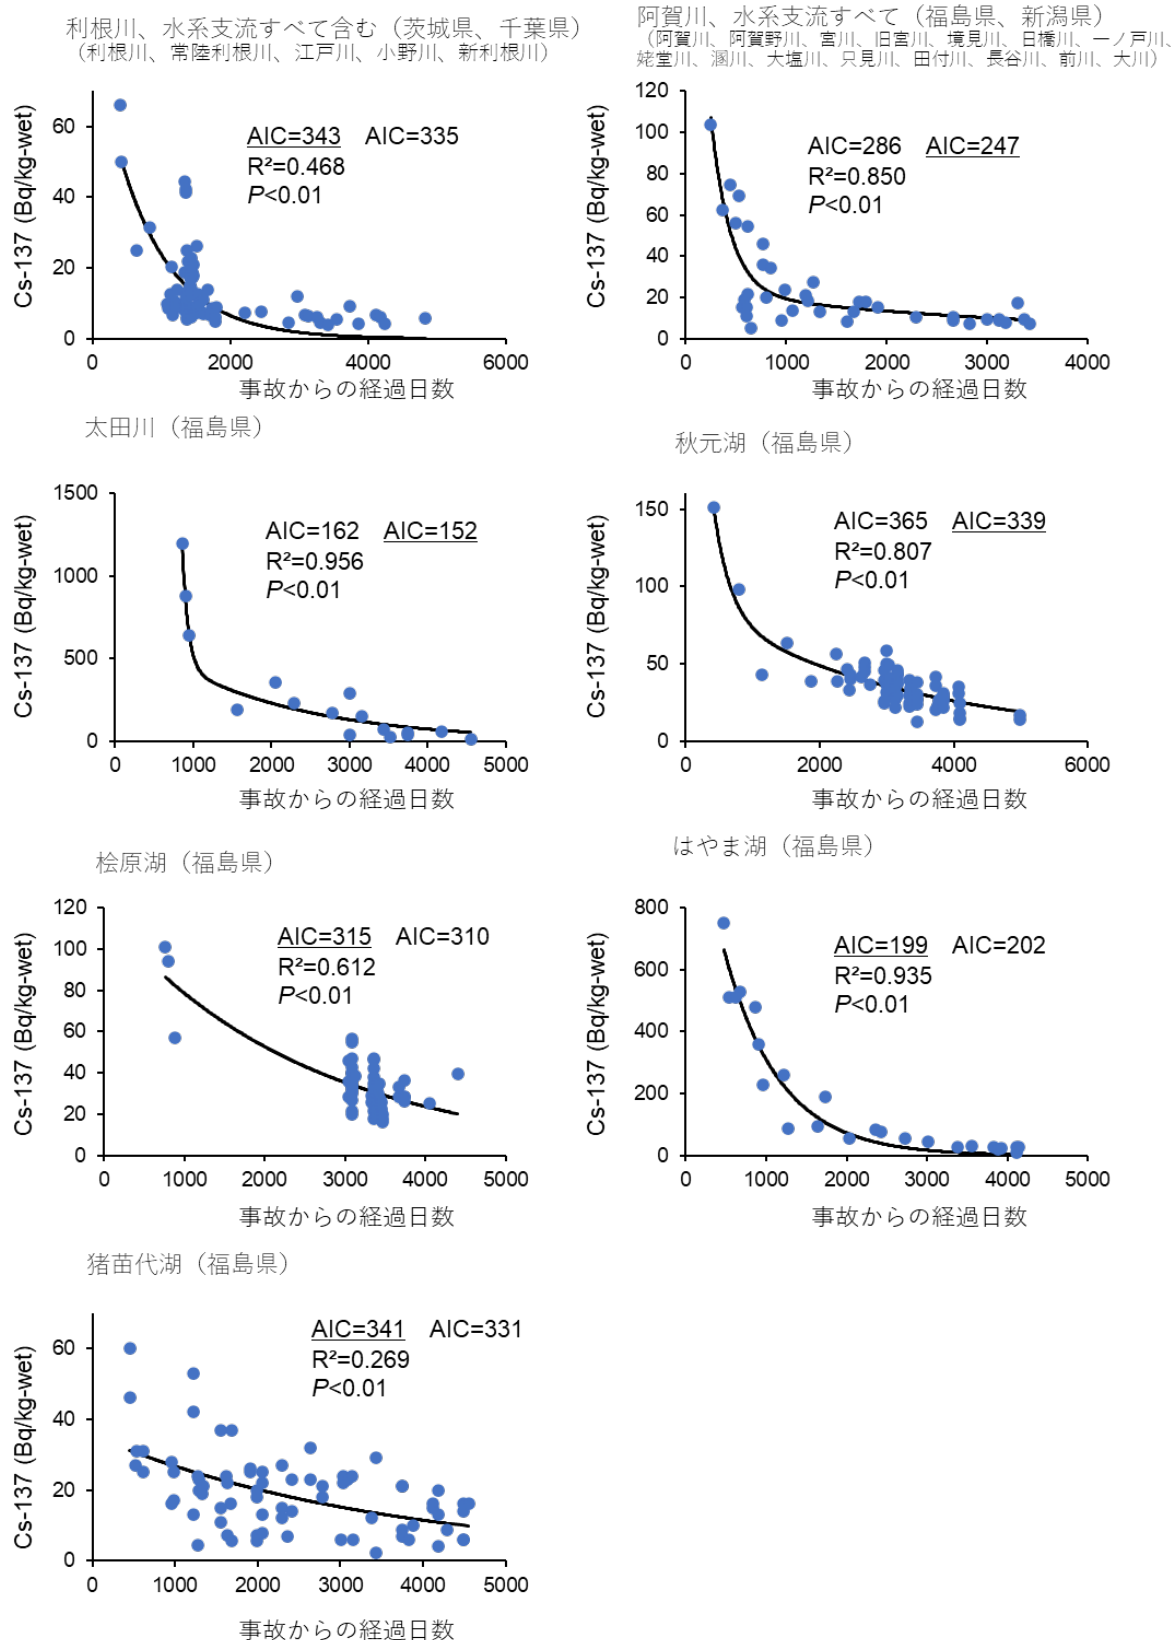 利根川、水系支流すべて含む（茨城県、千葉県）
（利根川、常陸利根川、江戸川、小野川、新利根川）
Cs-137 (Bq/kg-wet)
60
40
20
0
AIC=343 AIC=335
R²=0.468
P<0.01
0 2000 4000 6000
事故からの経過日数
阿賀川、水系支流すべて（福島県、新潟県）
（阿賀川、阿賀野川、宮川、旧宮川、境見川、日橋川、一ノ戸川、
姥堂川、濁川、大塩川、只見川、田付川、長谷川、前川、大川）
Cs-137 (Bq/kg-wet)
120
100
80
60
40
20
0
AIC=286 AIC=247
R²=0.850
P<0.01
0 1000 2000 3000 4000
事故からの経過日数
太田川（福島県）
Cs-137 (Bq/kg-wet)
1500
1000
500
0
AIC=162 AIC=152
R²=0.956
P<0.01
0 1000 2000 3000 4000 5000
事故からの経過日数
秋元湖（福島県）
Cs-137 (Bq/kg-wet)
150
100
50
0
AIC=365 AIC=339
R²=0.807
P<0.01
0 2000 4000 6000
事故からの経過日数
桧原湖（福島県）
Cs-137 (Bq/kg-wet)
120
100
80
60
40
20
0
AIC=315 AIC=310
R²=0.612
P<0.01
0 1000 2000 3000 4000 5000
事故からの経過日数
はやま湖（福島県）
Cs-137 (Bq/kg-wet)
800
600
400
200
0
AIC=199 AIC=202
R²=0.935
P<0.01
0 1000 2000 3000 4000 5000
事故からの経過日数
猪苗代湖（福島県）
Cs-137 (Bq/kg-wet)
60
40
20
0
AIC=341 AIC=331
R²=0.269
P<0.01
0 1000 2000 3000 4000 5000
事故からの経過日数